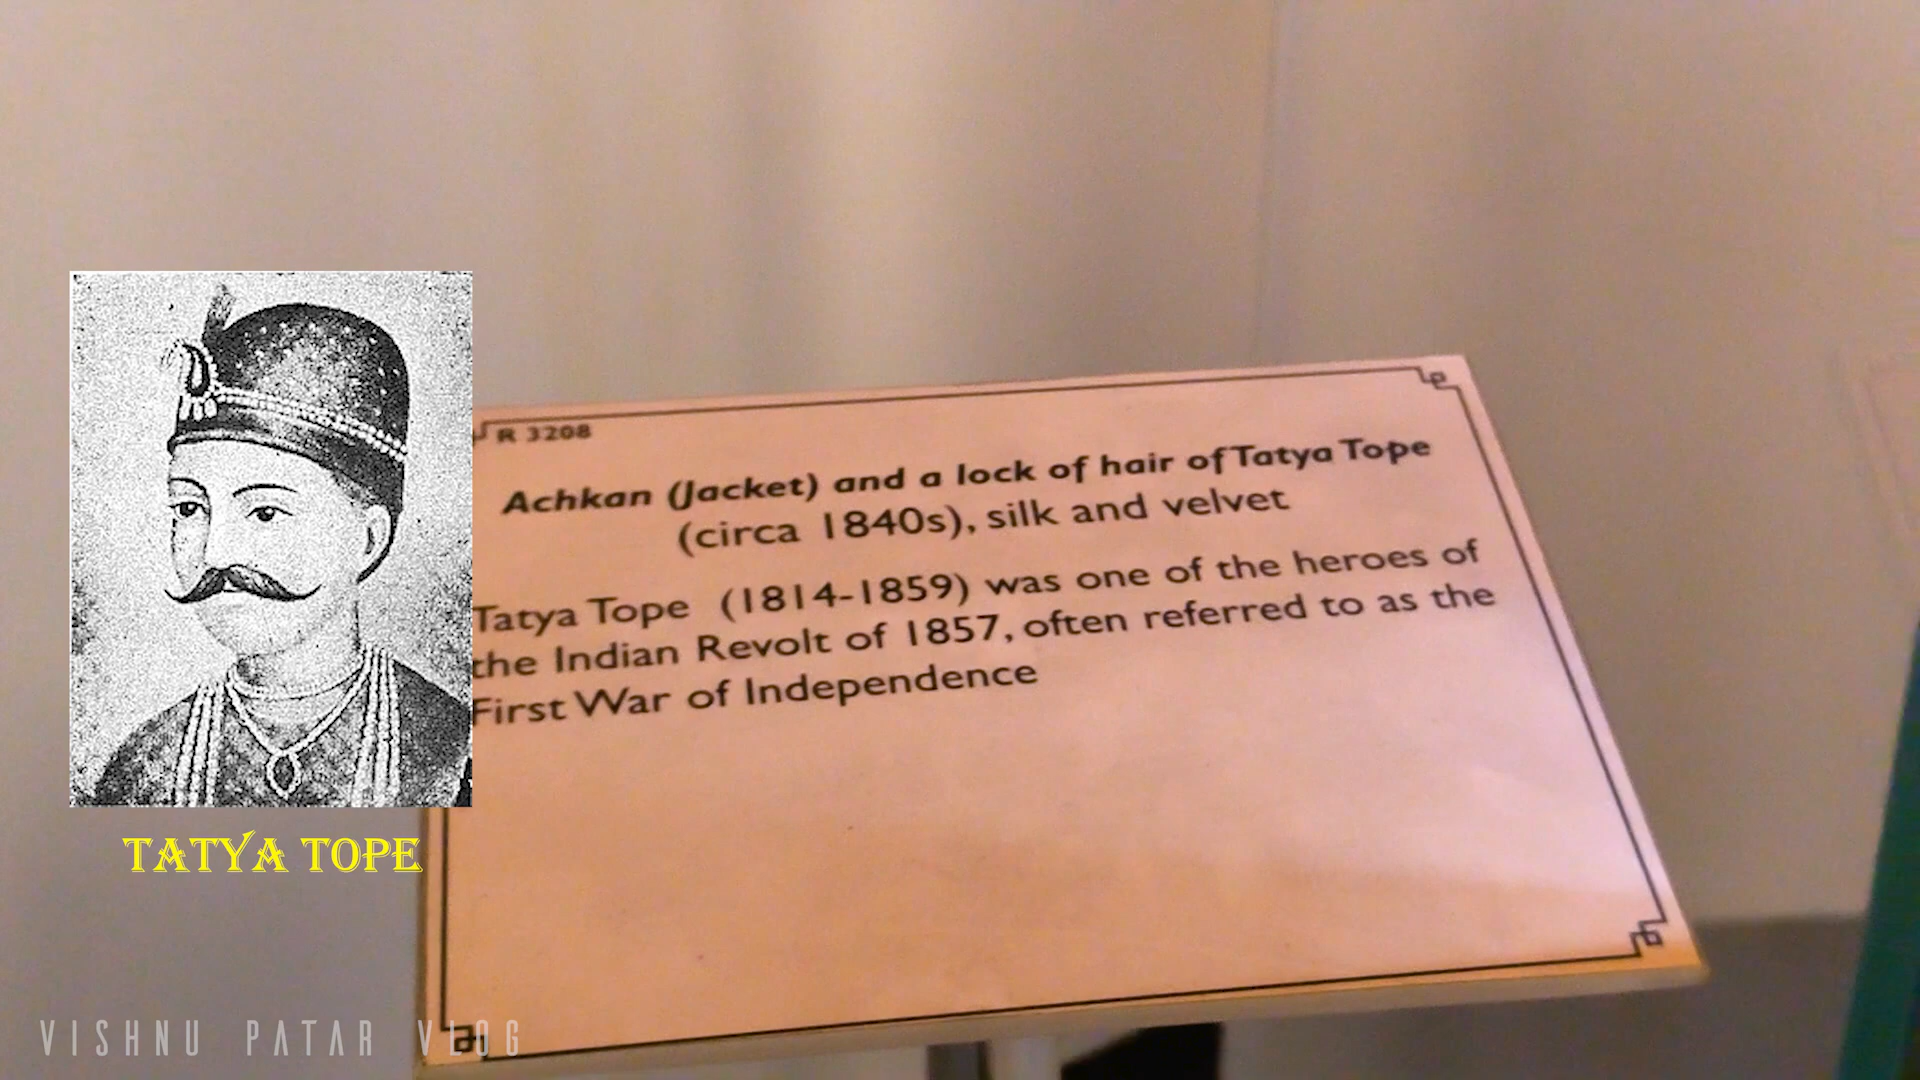 R 3208
Achkan (Jacket) and a lock of hair of Tatya Tope
(circa 1840s), silk and velvet
Tatya Tope (1814-1859) was one of the heroes of
the Indian Revolt of 1857, often referred to as the
First War of Independence
TATYA TOPE
VISHNU PATAR VLOG